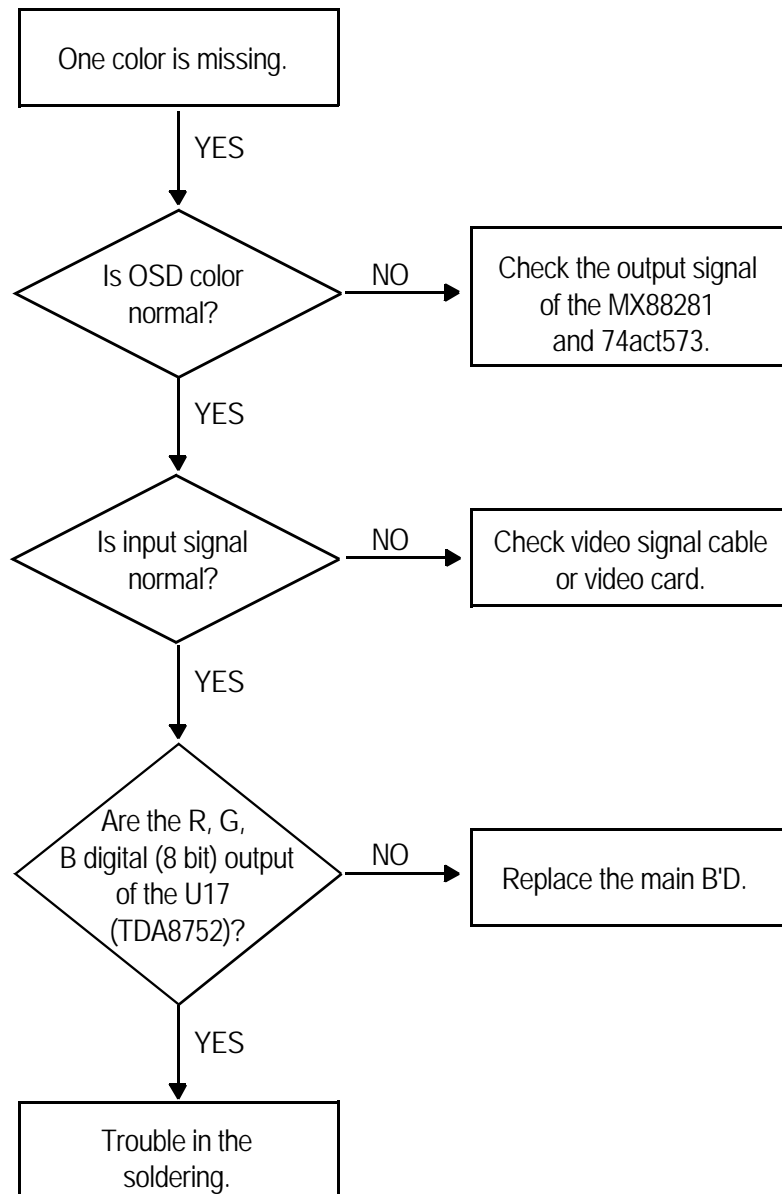 One color is missing.
YES
Is OSD color
normal?
NO
Check the output signal
of the MX88281
and 74act573.
YES
Is input signal
normal?
NO
Check video signal cable
or video card.
YES
Are the R, G,
B digital (8 bit) output
of the U17
(TDA8752)?
NO
Replace the main B'D.
YES
Trouble in the
soldering.